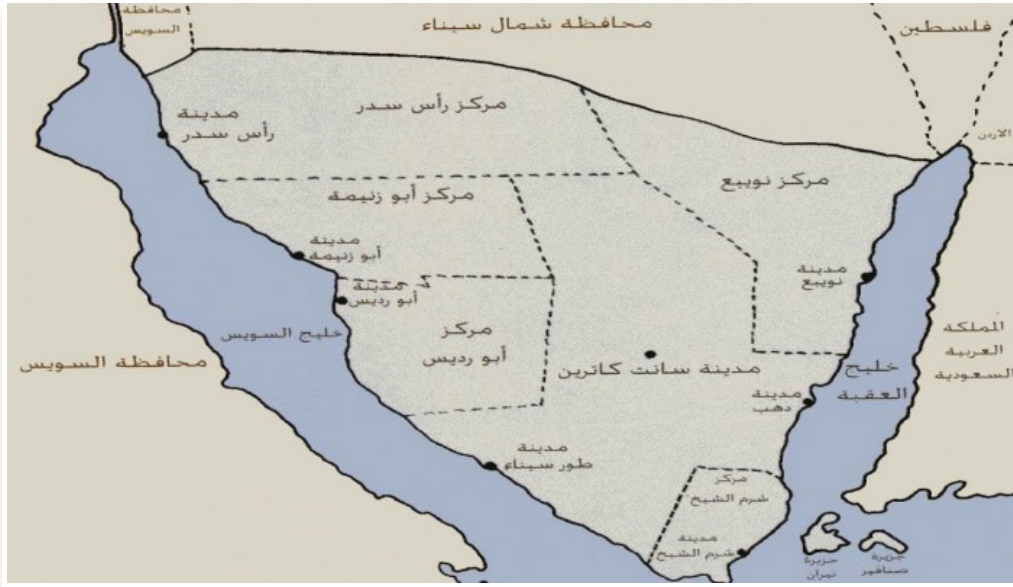 محافظة
السويس
محافظة شمال سيناء
فلسطين
الاردن
مركز رأس سدر
مدينة
رأس سدر
مركز نويبع
مركز أبو زنيمة
مدينة
أبو زنيمة
مدينة
نويبع
مدينة
أبو رديس
خليج السويس
مركز
أبو رديس
محافظة السويس
المملكة
العربية
السعودية
مدينة سانت كاترين
خليج
العقبة
مدينة
دهب
مدينة
طور سيناء
مركز
شرم الشيخ
مدينة
شرم الشيخ
جزيرة
تيران
جزيرة
صنافير